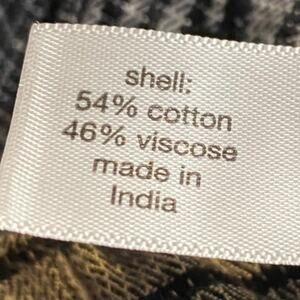 shell:
54% cotton
46% viscose
made in
India